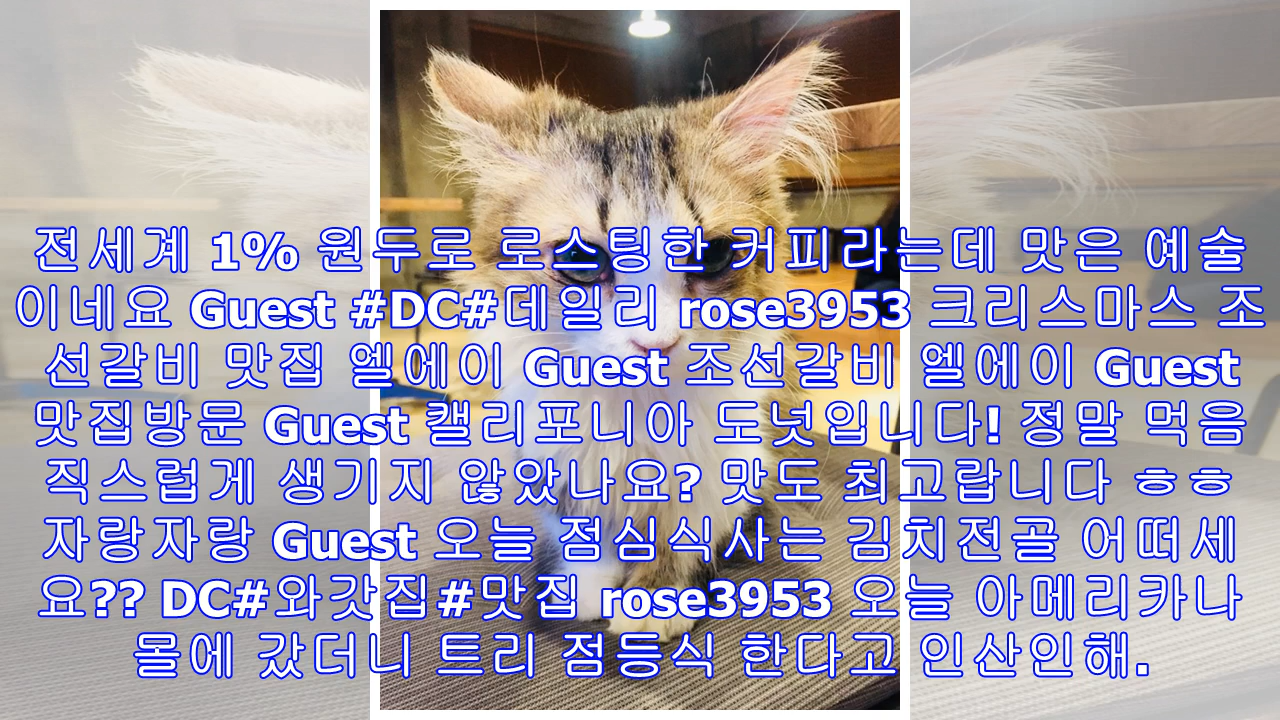 전세계 1% 원두로 로스팅한 커피라는데 맛은 예술
이네요 Guest #DC#데일리 rose3953 크리스마스 조
선갈비 맛집 엘에이 Guest 조선갈비 엘에이 Guest
맛집방문 Guest 캘리포니아 도넛입니다! 정말 먹음
직스럽게 생기지 않았나요? 맛도 최고랍니다 ㅎㅎ
자랑자랑 Guest 오늘 점심식사는 김치전골 어떠세
요?? DC#와갓집#맛집 rose3953 오늘 아메리카나
몰에 갔더니 트리 점등식 한다고 인산인해.